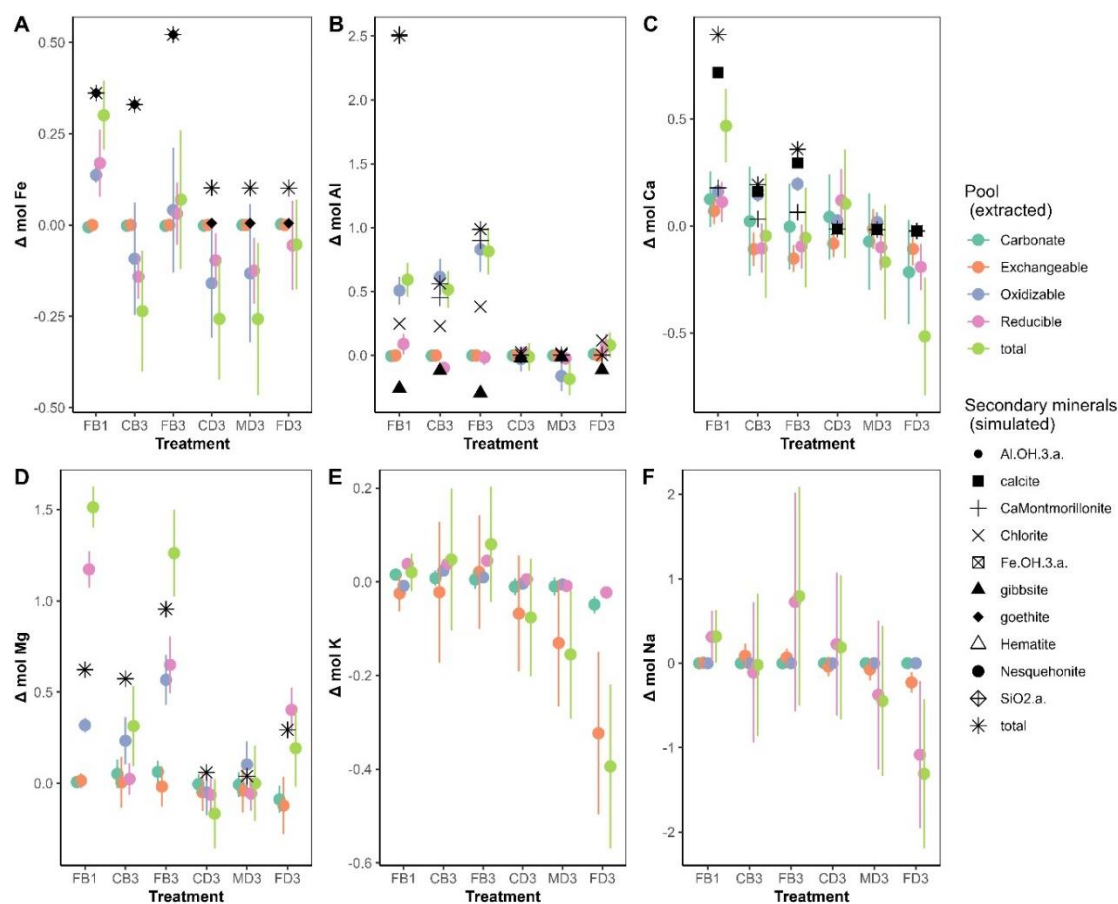 A
B
C
Δ mol Fe
0.50
0.25
0.00
-0.25
-0.50
FB1 CB3 FB3 CD3 MD3 FD3
Treatment
Δ mol Al
2.5
2.0
1.5
1.0
0.5
0.0
FB1 CB3 FB3 CD3 MD3 FD3
Treatment
Δ mol Ca
0.5
0.0
-0.5
FB1 CB3 FB3 CD3 MD3 FD3
Treatment
D
E
F
Δ mol Mg
1.5
1.0
0.5
0.0
FB1 CB3 FB3 CD3 MD3 FD3
Treatment
Δ mol K
0.2
0.0
-0.2
-0.4
-0.6
FB1 CB3 FB3 CD3 MD3 FD3
Treatment
Δ mol Na
2
1
0
-1
-2
FB1 CB3 FB3 CD3 MD3 FD3
Treatment
Pool
(extracted)
Carbonate
Exchangeable
Oxidizable
Reducible
total
Secondary minerals
(simulated)
Al.OH.3.a.
calcite
CaMontmorillonite
Chlorite
Fe.OH.3.a.
gibbsite
goethite
Hematite
Nesquehonite
SiO2.a.
total